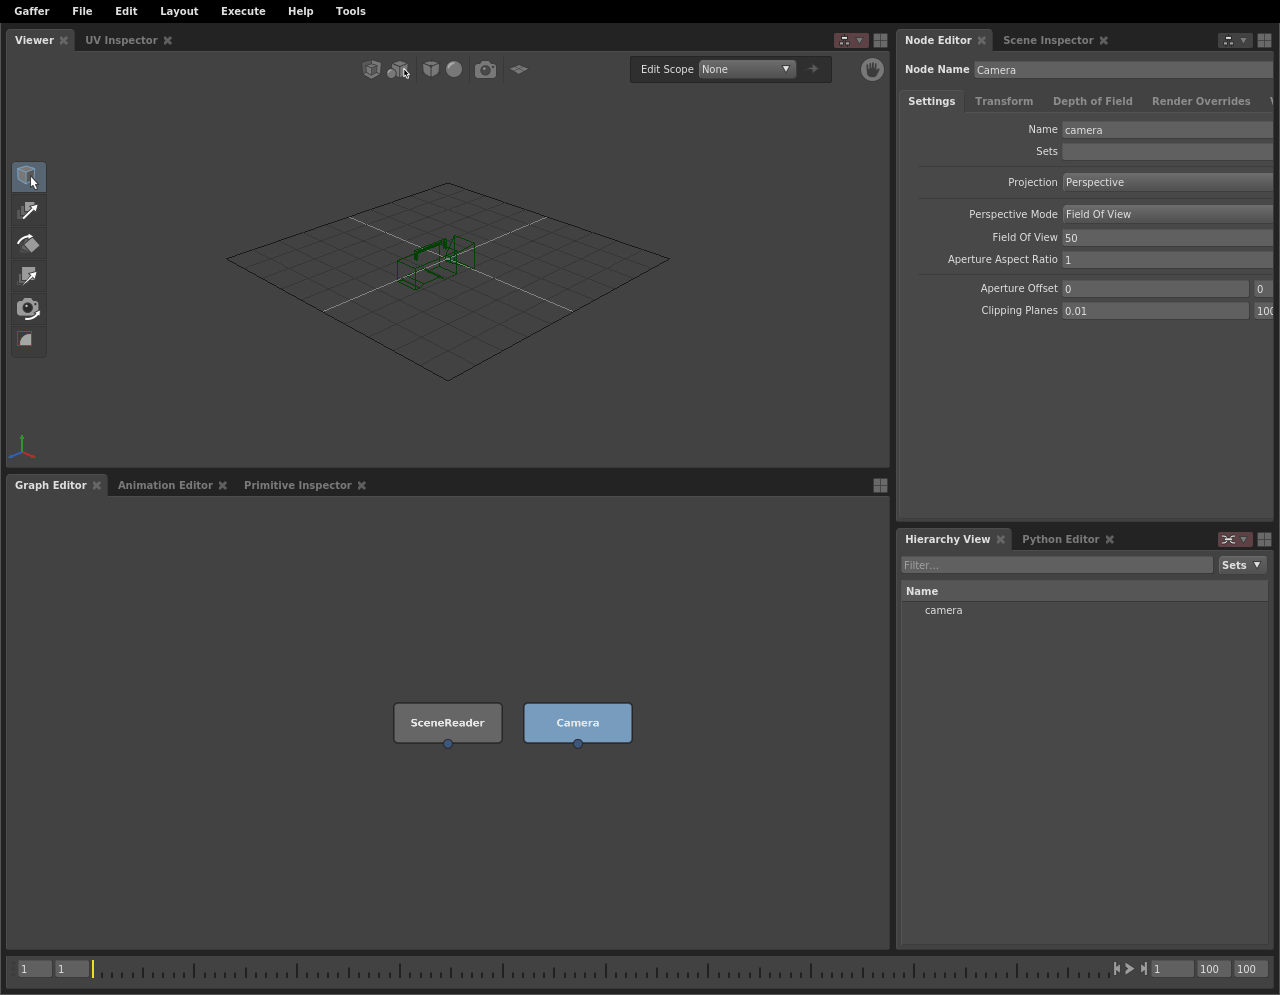 Gaffer File Edit Layout Execute Help Tools
Viewer UV Inspector
Edit Scope None
Node Editor Scene Inspector
Node Name Camera
Settings Transform Depth of Field Render Overrides
Name camera
Sets
Projection Perspective
Perspective Mode Field Of View
Field Of View 50
Aperture Aspect Ratio 1
Aperture Offset 0 0
Clipping Planes 0.01 100
Graph Editor Animation Editor Primitive Inspector
SceneReader Camera
Hierarchy View Python Editor
Filter... Sets
Name
camera
1 1 1 100 100